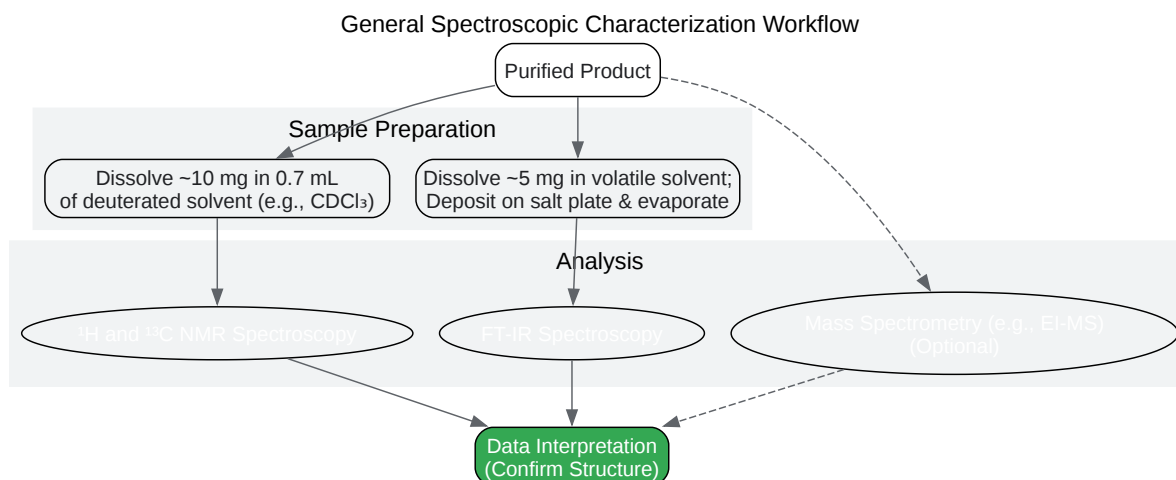 General Spectroscopic Characterization Workflow
Purified Product
Sample Preparation
Dissolve ~10 mg in 0.7 mL
of deuterated solvent (e.g., CDCl₃)
Dissolve ~5 mg in volatile solvent;
Deposit on salt plate & evaporate
Analysis
¹H and ¹³C NMR Spectroscopy
FT-IR Spectroscopy
Mass Spectrometry (e.g., EI-MS)
(Optional)
Data Interpretation
(Confirm Structure)